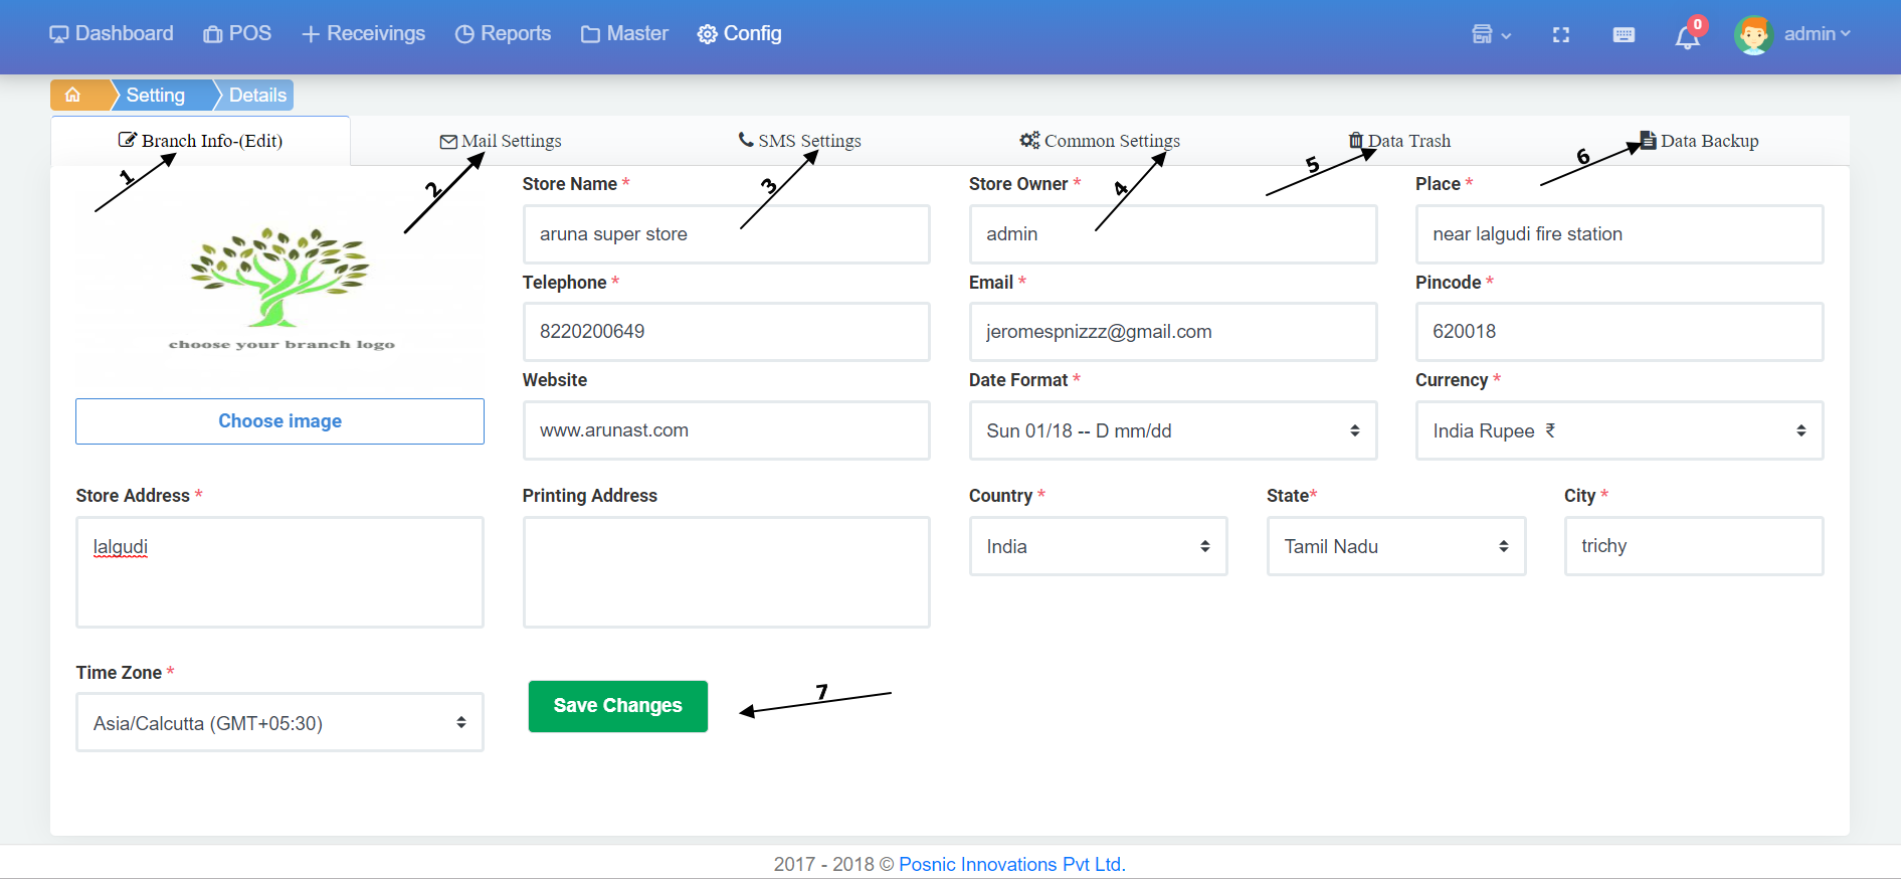 Dashboard POS Receivings Reports Master Config 0 admin
Setting Details
Branch Info-(Edit) Mail Settings SMS Settings Common Settings Data Trash Data Backup
1 2 3 4 5 6
Store Name * Store Owner * Place *
aruna super store admin near lalgudi fire station
Telephone * Email * Pincode *
8220200649 jeromespnizzz@gmail.com 620018
choose your branch logo
Website Date Format * Currency *
Choose image www.arunast.com Sun 01/18 -- D mm/dd India Rupee ₹
Store Address * Printing Address Country * State* City *
lalgudi India Tamil Nadu trichy
Time Zone *
Asia/Calcutta (GMT+05:30) Save Changes 7
2017 - 2018 © Posnic Innovations Pvt Ltd.